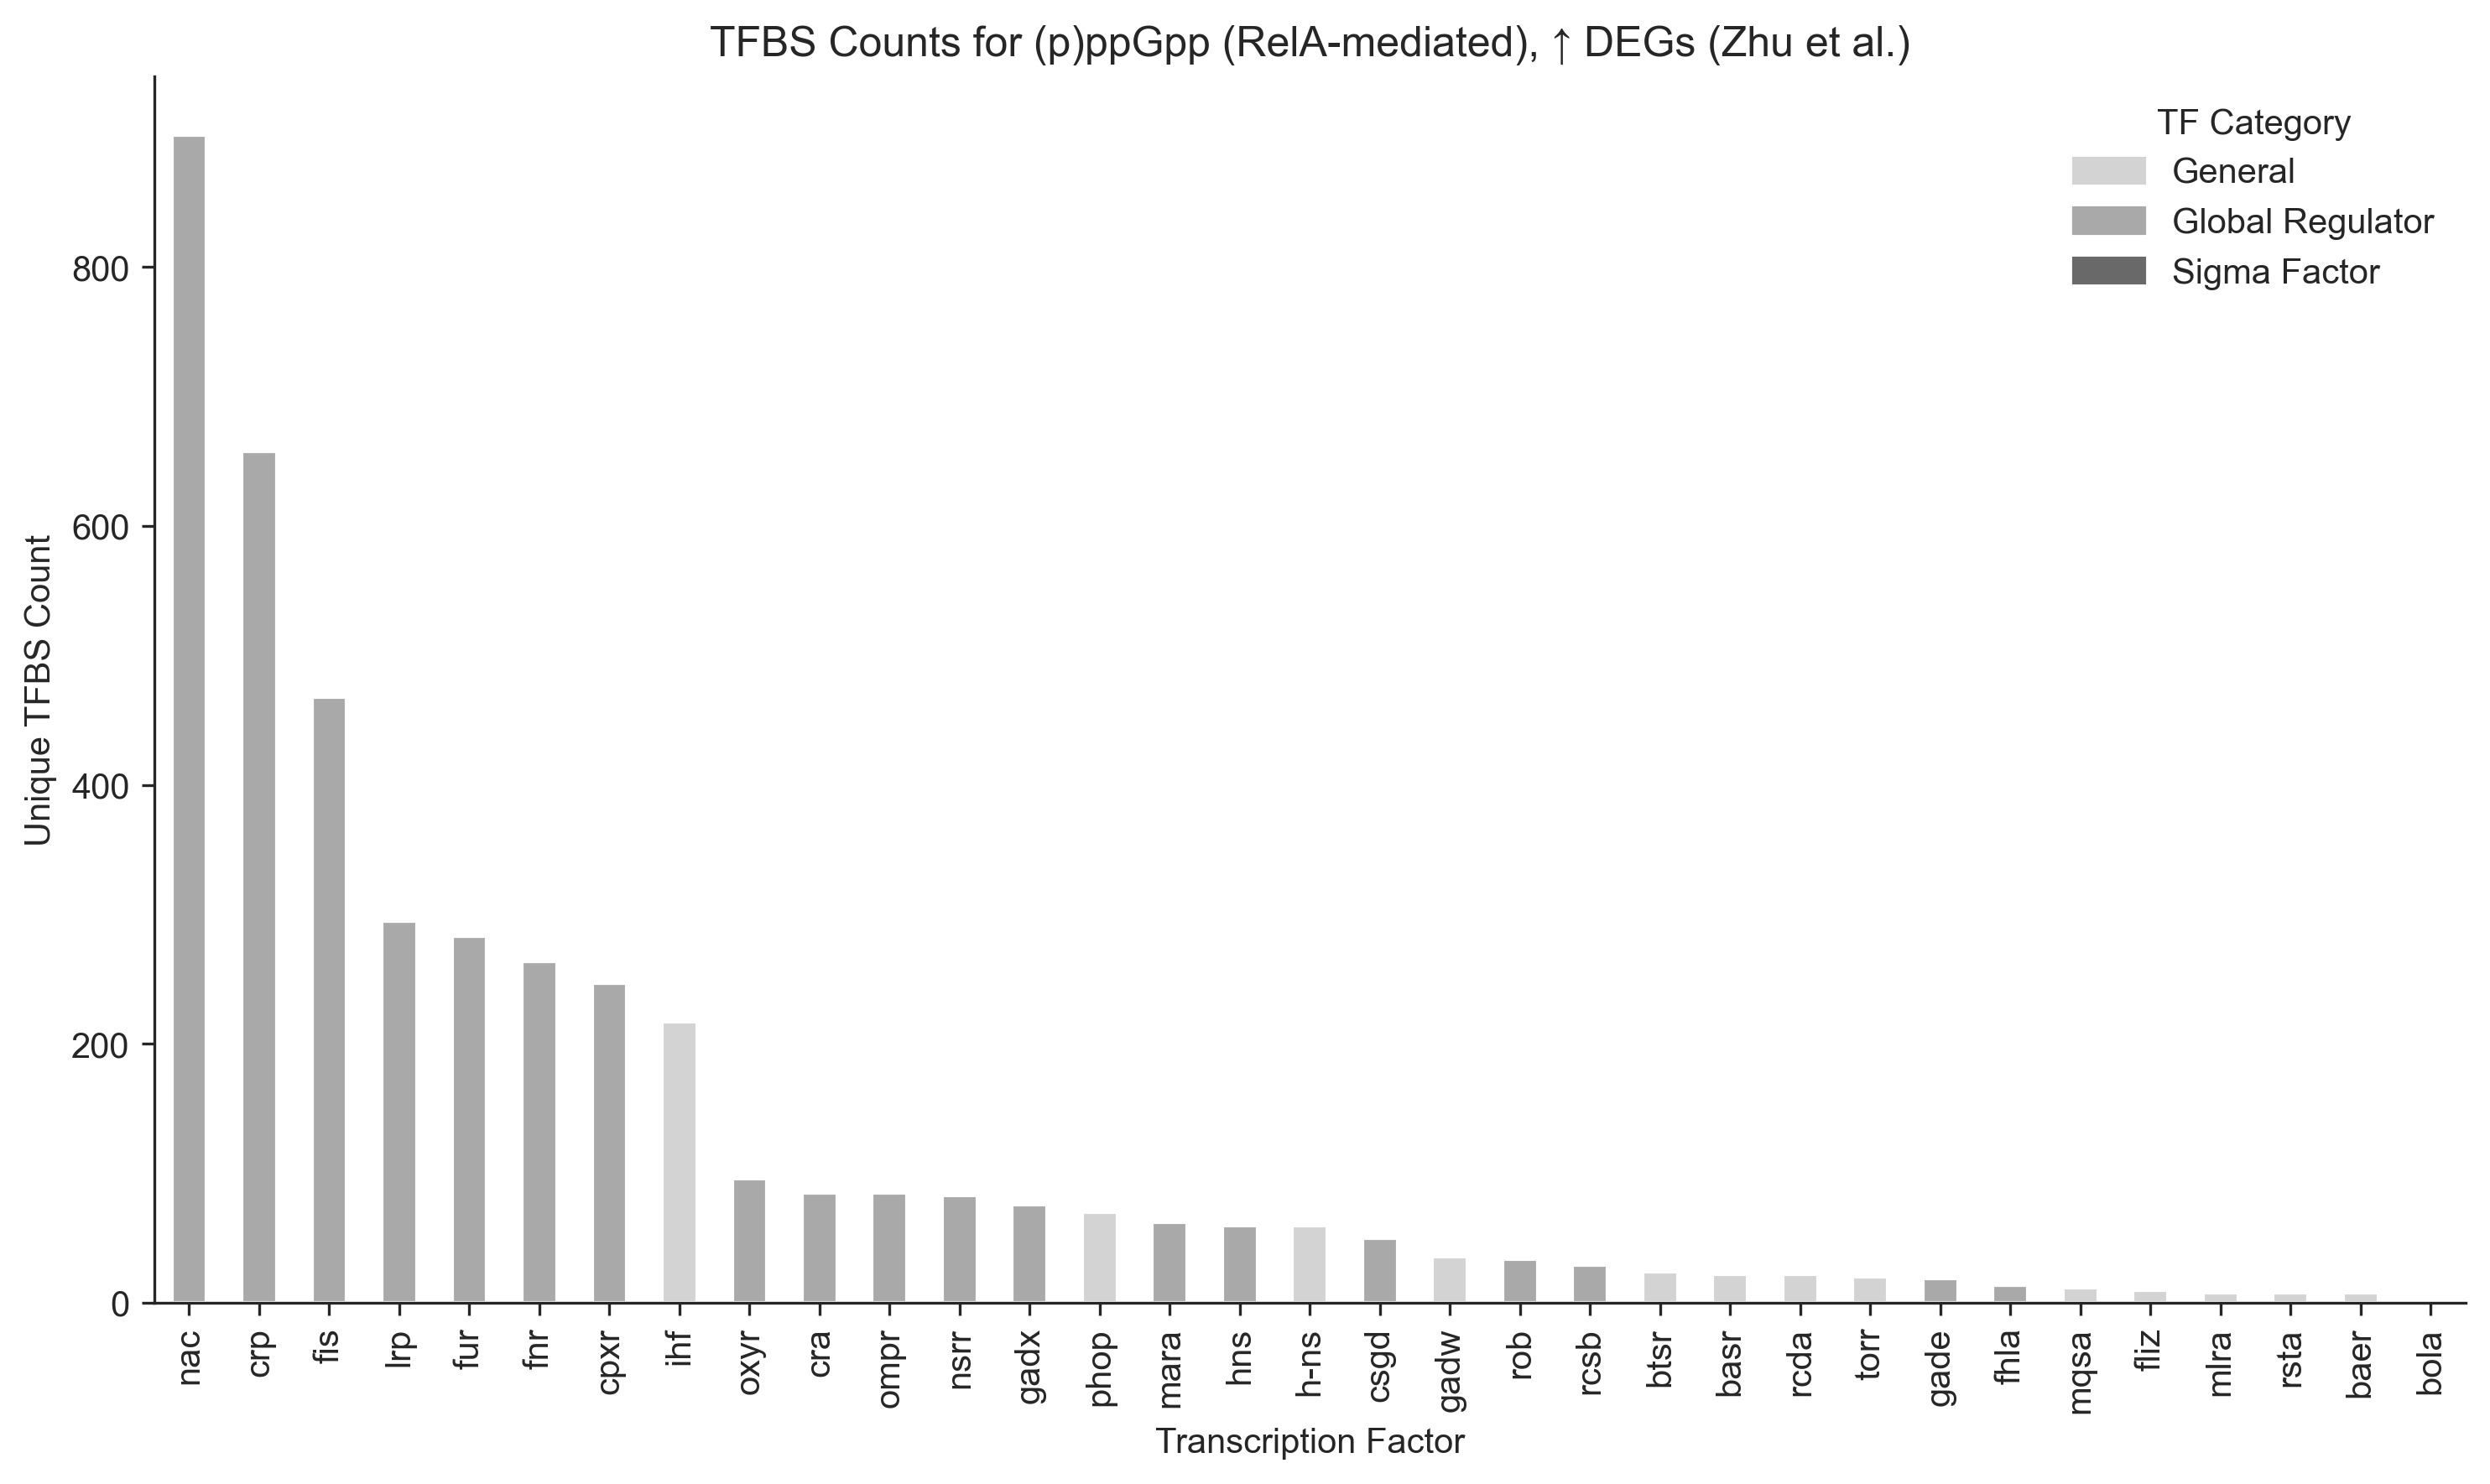 TFBS Counts for (p)ppGpp (RelA-mediated), ↑ DEGs (Zhu et al.)
TF Category
General
Global Regulator
Sigma Factor
Unique TFBS Count
800
600
400
200
0
nac
crp
fis
lrp
fur
fnr
cpxr
ihf
oxyr
cra
ompr
nsrr
gadx
phop
mara
hns
h-ns
csgd
gadw
rob
rcsb
btsr
basr
rcda
torr
gade
fhla
mqsa
fliz
mlra
rsta
baer
bola
Transcription Factor